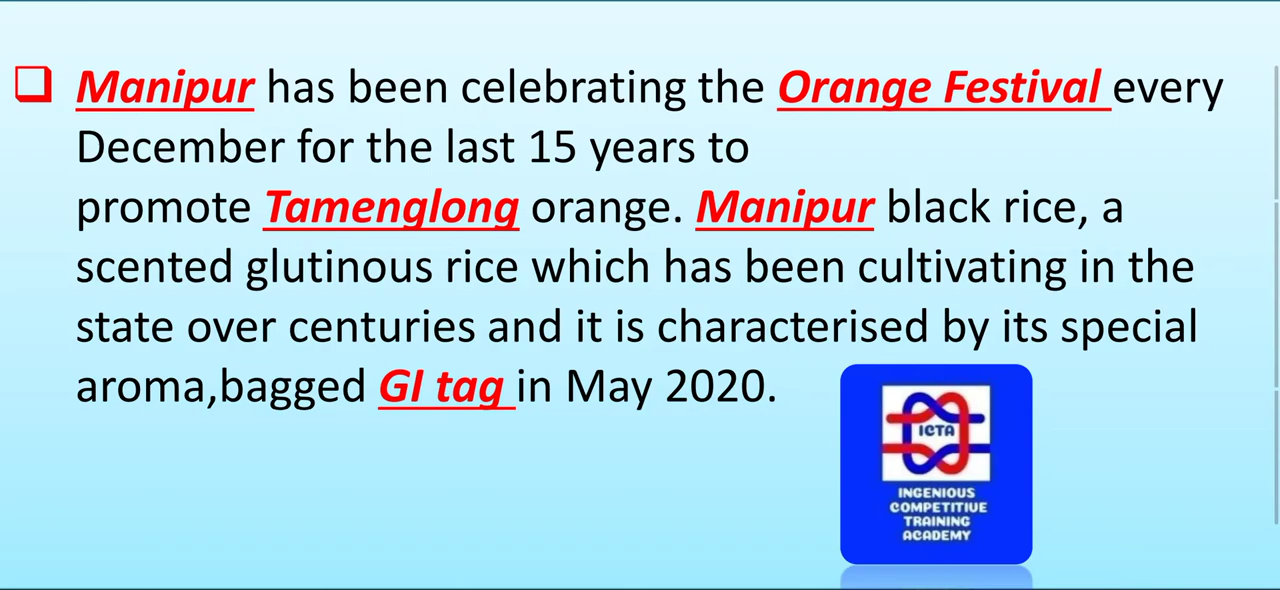 Manipur has been celebrating the Orange Festival every
December for the last 15 years to
promote Tamenglong orange. Manipur black rice, a
scented glutinous rice which has been cultivating in the
state over centuries and it is characterised by its special
aroma,bagged GI tag in May 2020.
ICTA
INGENIOUS
COMPETITIVE
TRAINING
ACADEMY